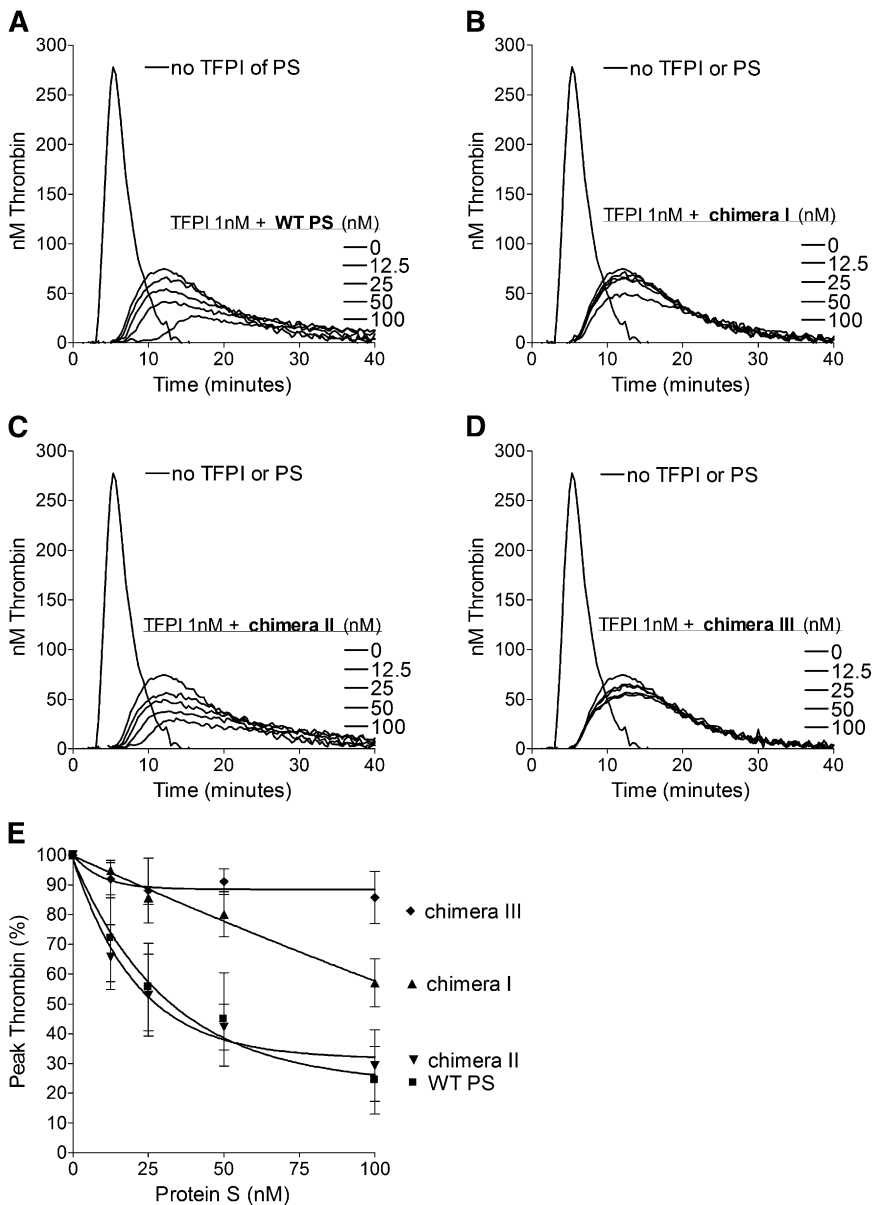 A
300
250
200
150
100
50
0
nM Thrombin
no TFPI of PS
TFPI 1nM + WT PS (nM)
0
12.5
25
50
100
0 10 20 30 40
Time (minutes)
B
300
250
200
150
100
50
0
nM Thrombin
no TFPI or PS
TFPI 1nM + chimera I (nM)
0
12.5
25
50
100
0 10 20 30 40
Time (minutes)
C
300
250
200
150
100
50
0
nM Thrombin
no TFPI or PS
TFPI 1nM + chimera II (nM)
0
12.5
25
50
100
0 10 20 30 40
Time (minutes)
D
300
250
200
150
100
50
0
nM Thrombin
no TFPI or PS
TFPI 1nM + chimera III (nM)
0
12.5
25
50
100
0 10 20 30 40
Time (minutes)
E
100
90
80
70
60
50
40
30
20
10
0
Peak Thrombin (%)
chimera III
chimera I
chimera II
WT PS
0 25 50 75 100
Protein S (nM)